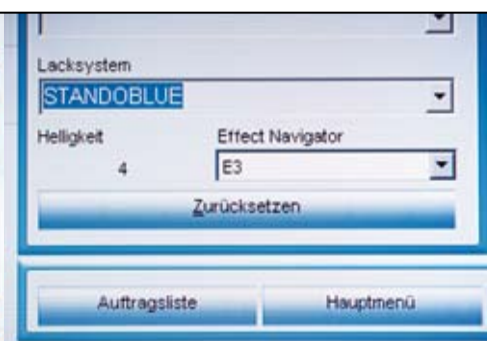 Lacksystem
STANDOBLUE
Helligkeit Effect Navigator
4 E3
Zurücksetzen
Auftragsliste Hauptmenü